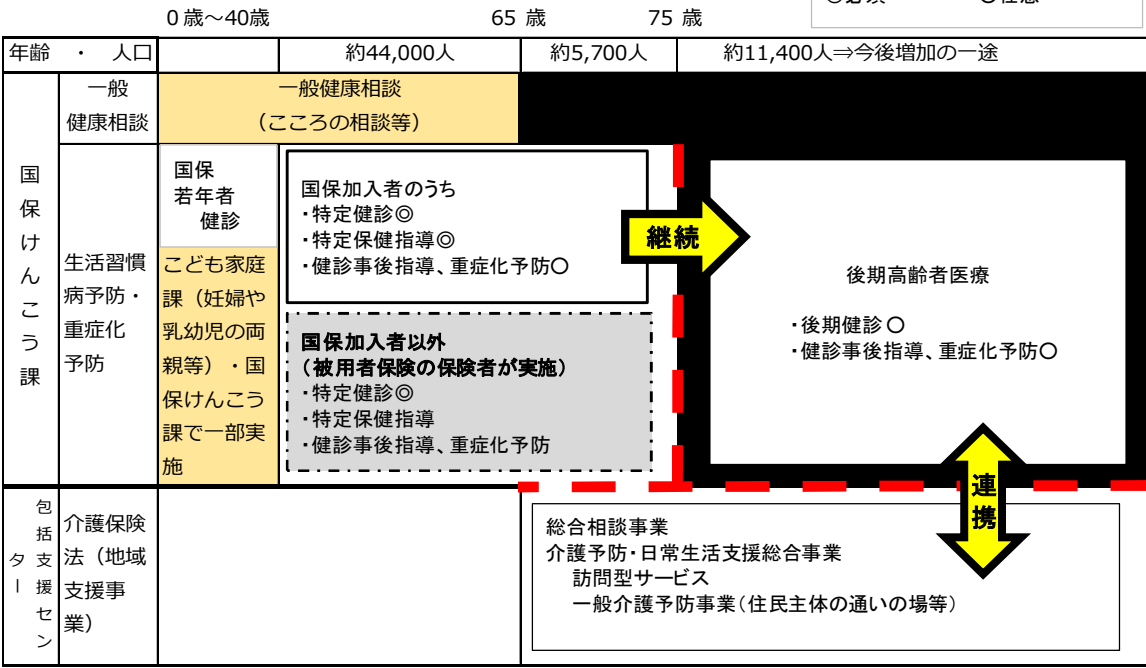 ◎必須　〇任意
0歳～40歳　65 歳　75 歳
年齢 ・ 人口　約44,000人　約5,700人　約11,400人⇒今後増加の一途
国保けんこう課
一般
健康相談
一般健康相談
（こころの相談等）
生活習慣
病予防・
重症化
予防
国保
若年者
健診
こども家庭
課（妊婦や
乳幼児の両
親等）・国
保けんこう
課で一部実
施
国保加入者のうち
・特定健診◎
・特定保健指導◎
・健診事後指導、重症化予防〇
継続
国保加入者以外
（被用者保険の保険者が実施）
・特定健診◎
・特定保健指導
・健診事後指導、重症化予防
後期高齢者医療
・後期健診〇
・健診事後指導、重症化予防〇
連携
包括支援センター
介護保険
法（地域
支援事
業）
総合相談事業
介護予防・日常生活支援総合事業
訪問型サービス
一般介護予防事業（住民主体の通いの場等）